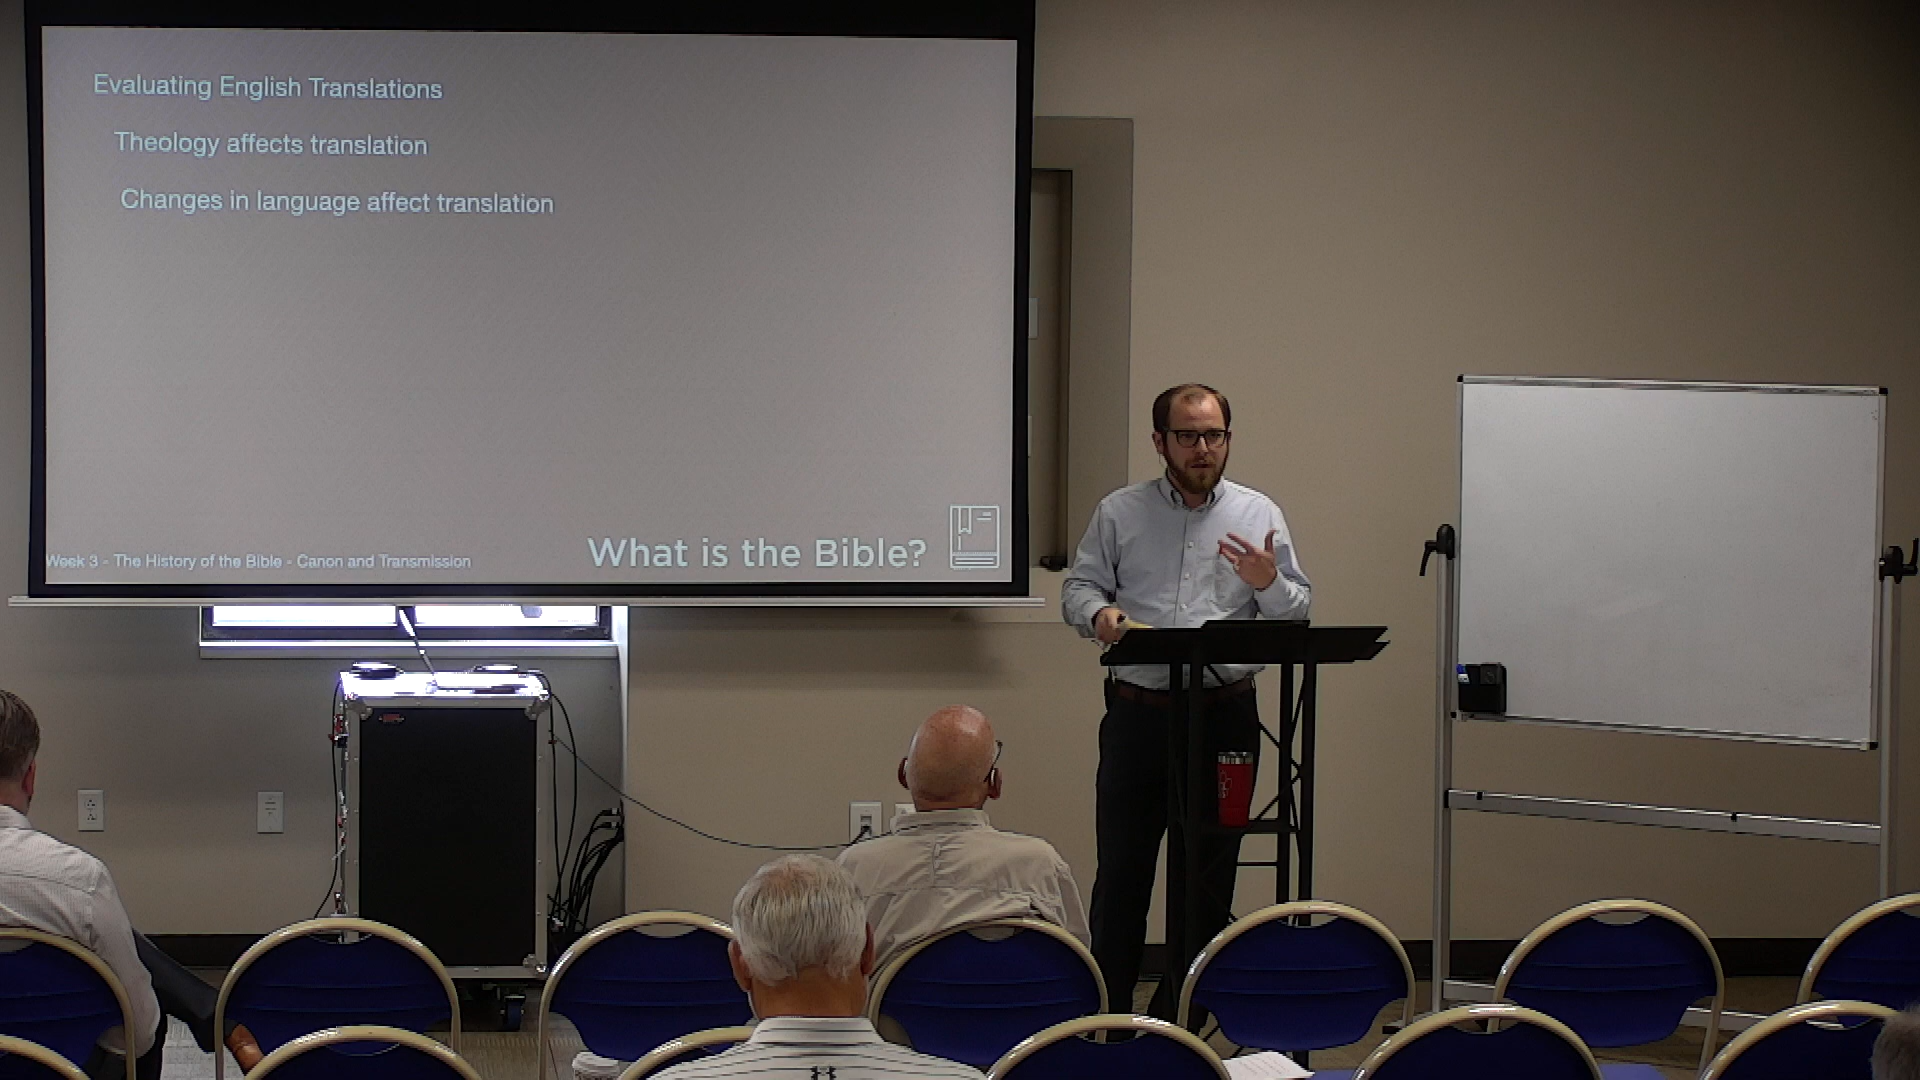 Evaluating English Translations
Theology affects translation
Changes in language affect translation
Week 3 - The History of the Bible - Canon and Transmission
What is the Bible?